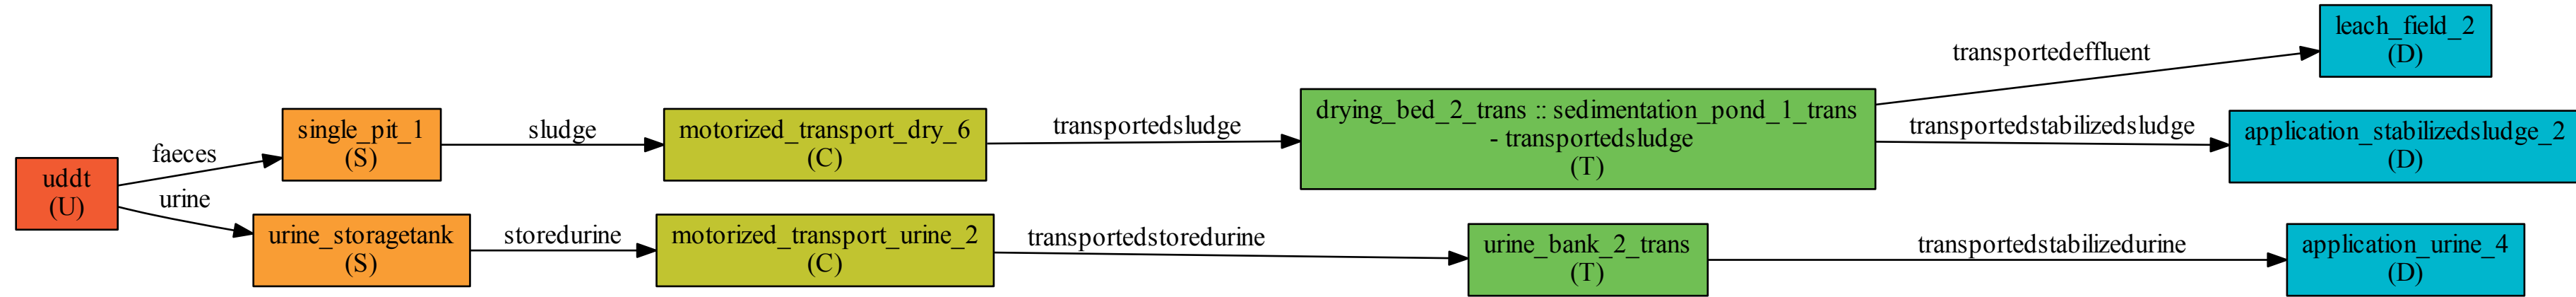 uddt
(U)
faeces
urine
single_pit_1
(S)
urine_storagetank
(S)
sludge
storedurine
motorized_transport_dry_6
(C)
motorized_transport_urine_2
(C)
transportedsludge
transportedstoredurine
drying_bed_2_trans :: sedimentation_pond_1_trans
- transportedsludge
(T)
urine_bank_2_trans
(T)
transportedeffluent
transportedstabilizedsludge
transportedstabilizedurine
leach_field_2
(D)
application_stabilizedsludge_2
(D)
application_urine_4
(D)